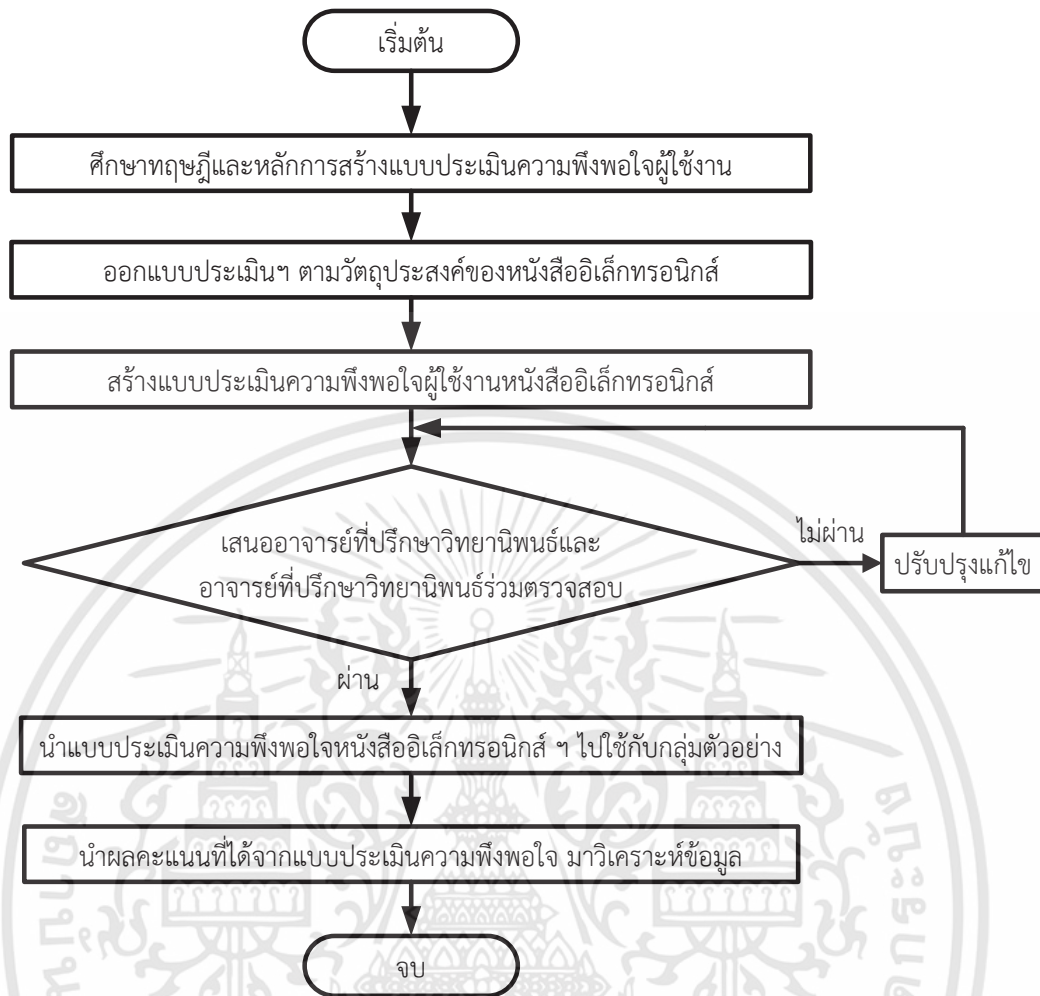 เริ่มต้น
ศึกษาทฤษฎีและหลักการสร้างแบบประเมินความพึงพอใจผู้ใช้งาน
ออกแบบประเมินฯ ตามวัตถุประสงค์ของหนังสืออิเล็กทรอนิกส์
สร้างแบบประเมินความพึงพอใจผู้ใช้งานหนังสืออิเล็กทรอนิกส์
เสนออาจารย์ที่ปรึกษาวิทยานิพนธ์และ
อาจารย์ที่ปรึกษาวิทยานิพนธ์ร่วมตรวจสอบ
ไม่ผ่าน
ปรับปรุงแก้ไข
ผ่าน
นำแบบประเมินความพึงพอใจหนังสืออิเล็กทรอนิกส์ ฯ ไปใช้กับกลุ่มตัวอย่าง
นำผลคะแนนที่ได้จากแบบประเมินความพึงพอใจ มาวิเคราะห์ข้อมูล
จบ